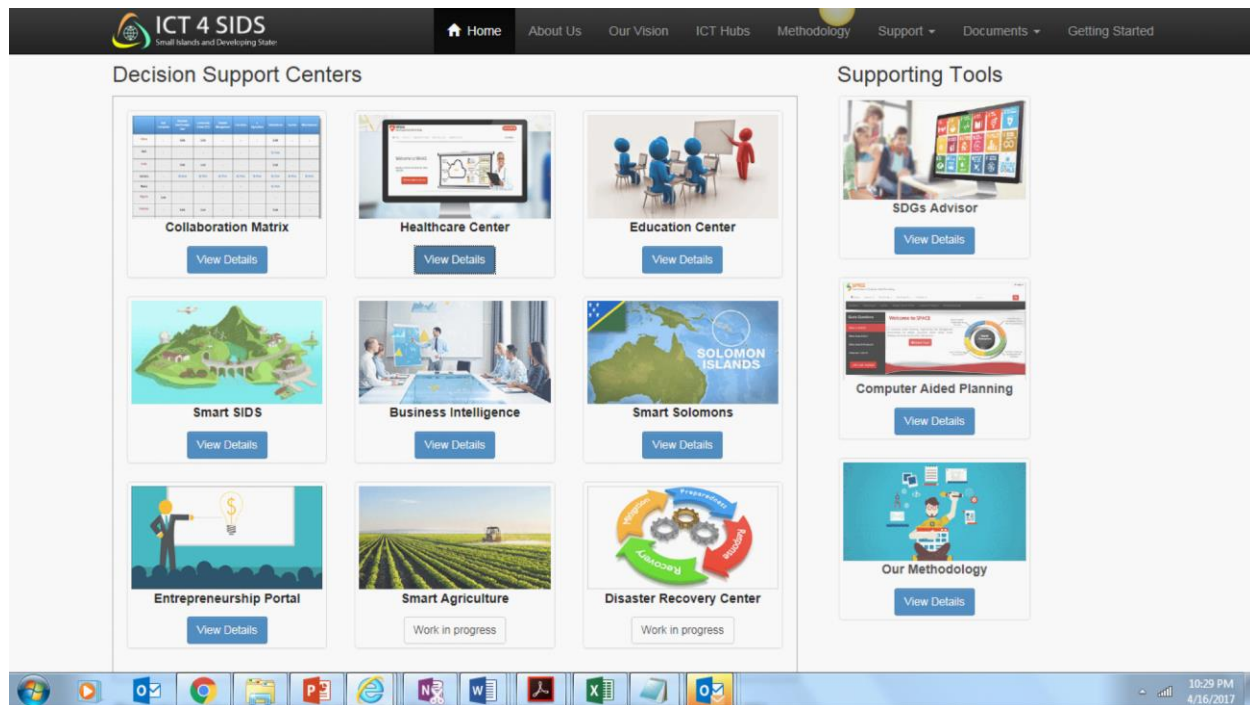 ICT 4 SIDS
Small Islands and Developing States
Home
About Us
Our Vision
ICT Hubs
Methodology
Support
Documents
Getting Started
Decision Support Centers
Supporting Tools
Collaboration Matrix
View Details
Healthcare Center
View Details
Education Center
View Details
SDGs Advisor
View Details
Smart SIDS
View Details
Business Intelligence
View Details
SOLOMON
ISLANDS
Smart Solomons
View Details
Welcome to SPACE
Computer Aided Planning
View Details
Entrepreneurship Portal
View Details
Smart Agriculture
Work in progress
Preparedness
Response
Recovery
Mitigation
Disaster Recovery Center
Work in progress
Our Methodology
View Details
10:29 PM
4/16/2017